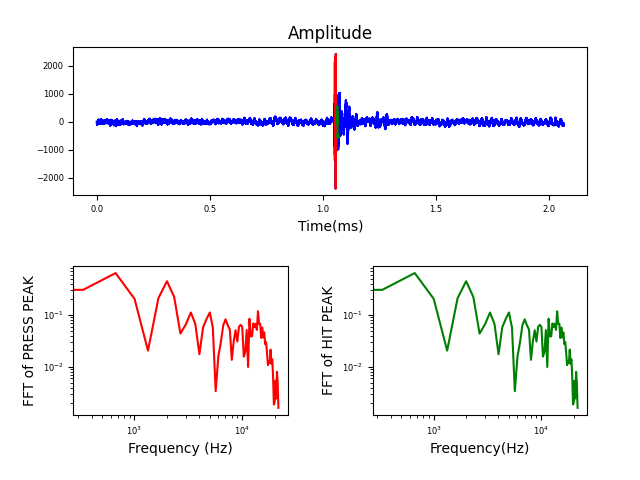 Amplitude
2000
1000
0
−1000
−2000
0.0 0.5 1.0 1.5 2.0
Time(ms)
FFT of PRESS PEAK
10⁻¹
10⁻²
10³ 10⁴
Frequency (Hz)
FFT of HIT PEAK
10⁻¹
10⁻²
10³ 10⁴
Frequency(Hz)